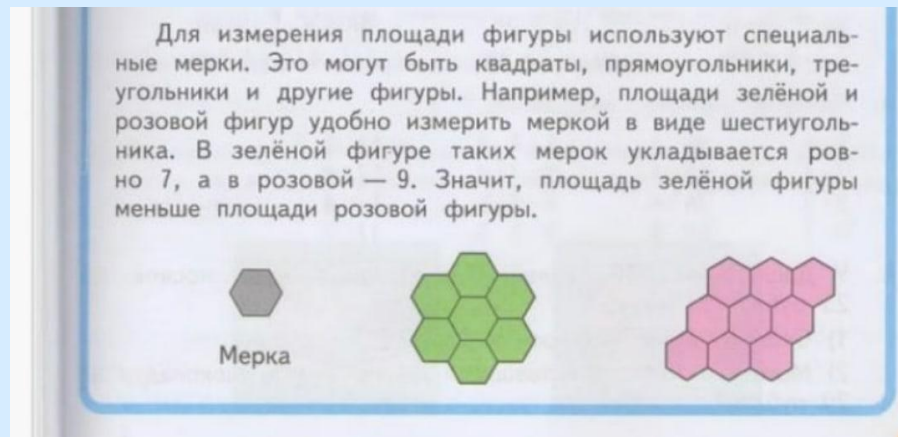 Для измерения площади фигуры используют специаль-
ные мерки. Это могут быть квадраты, прямоугольники, тре-
угольники и другие фигуры. Например, площади зелёной и
розовой фигур удобно измерить меркой в виде шестиуголь-
ника. В зелёной фигуре таких мерок укладывается ров-
но 7, а в розовой — 9. Значит, площадь зелёной фигуры
меньше площади розовой фигуры.
Мерка